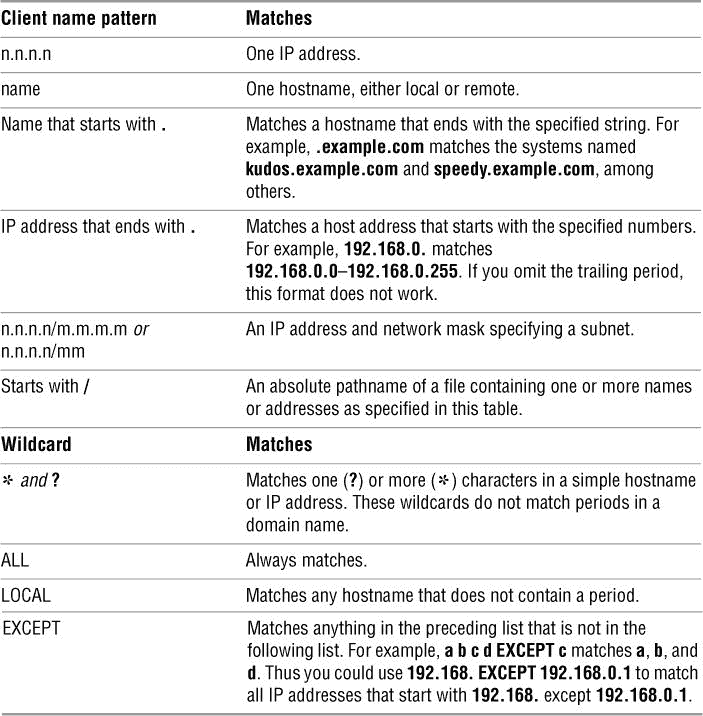 Client name pattern Matches
n.n.n.n One IP address.
name One hostname, either local or remote.
Name that starts with . Matches a hostname that ends with the specified string. For
example, .example.com matches the systems named
kudos.example.com and speedy.example.com, among
others.
IP address that ends with . Matches a host address that starts with the specified numbers.
For example, 192.168.0. matches
192.168.0.0–192.168.0.255. If you omit the trailing period,
this format does not work.
n.n.n.n/m.m.m.m or An IP address and network mask specifying a subnet.
n.n.n.n/mm
Starts with / An absolute pathname of a file containing one or more names
or addresses as specified in this table.
Wildcard Matches
* and ? Matches one (?) or more (*) characters in a simple hostname
or IP address. These wildcards do not match periods in a
domain name.
ALL Always matches.
LOCAL Matches any hostname that does not contain a period.
EXCEPT Matches anything in the preceding list that is not in the
following list. For example, a b c d EXCEPT c matches a, b, and
d. Thus you could use 192.168. EXCEPT 192.168.0.1 to match
all IP addresses that start with 192.168. except 192.168.0.1.